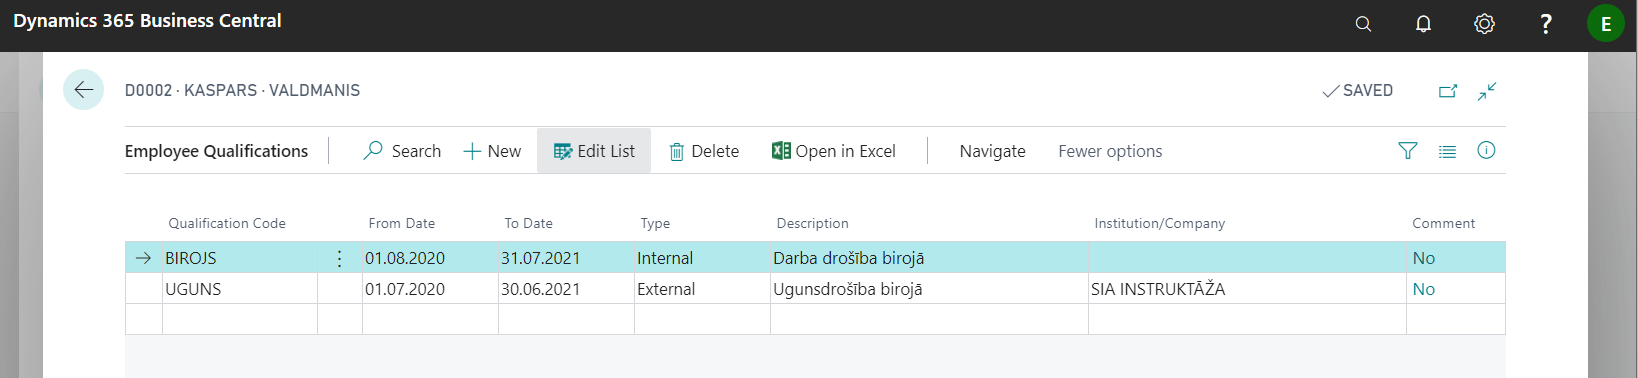 Dynamics 365 Business Central
E
D0002 · KASPARS · VALDMANIS
SAVED
Employee Qualifications Search New Edit List Delete Open in Excel Navigate Fewer options
Qualification Code From Date To Date Type Description Institution/Company Comment
BIROJS 01.08.2020 31.07.2021 Internal Darba drošība birojā No
UGUNS 01.07.2020 30.06.2021 External Ugunsdrošība birojā SIA INSTRUKTĀŽA No